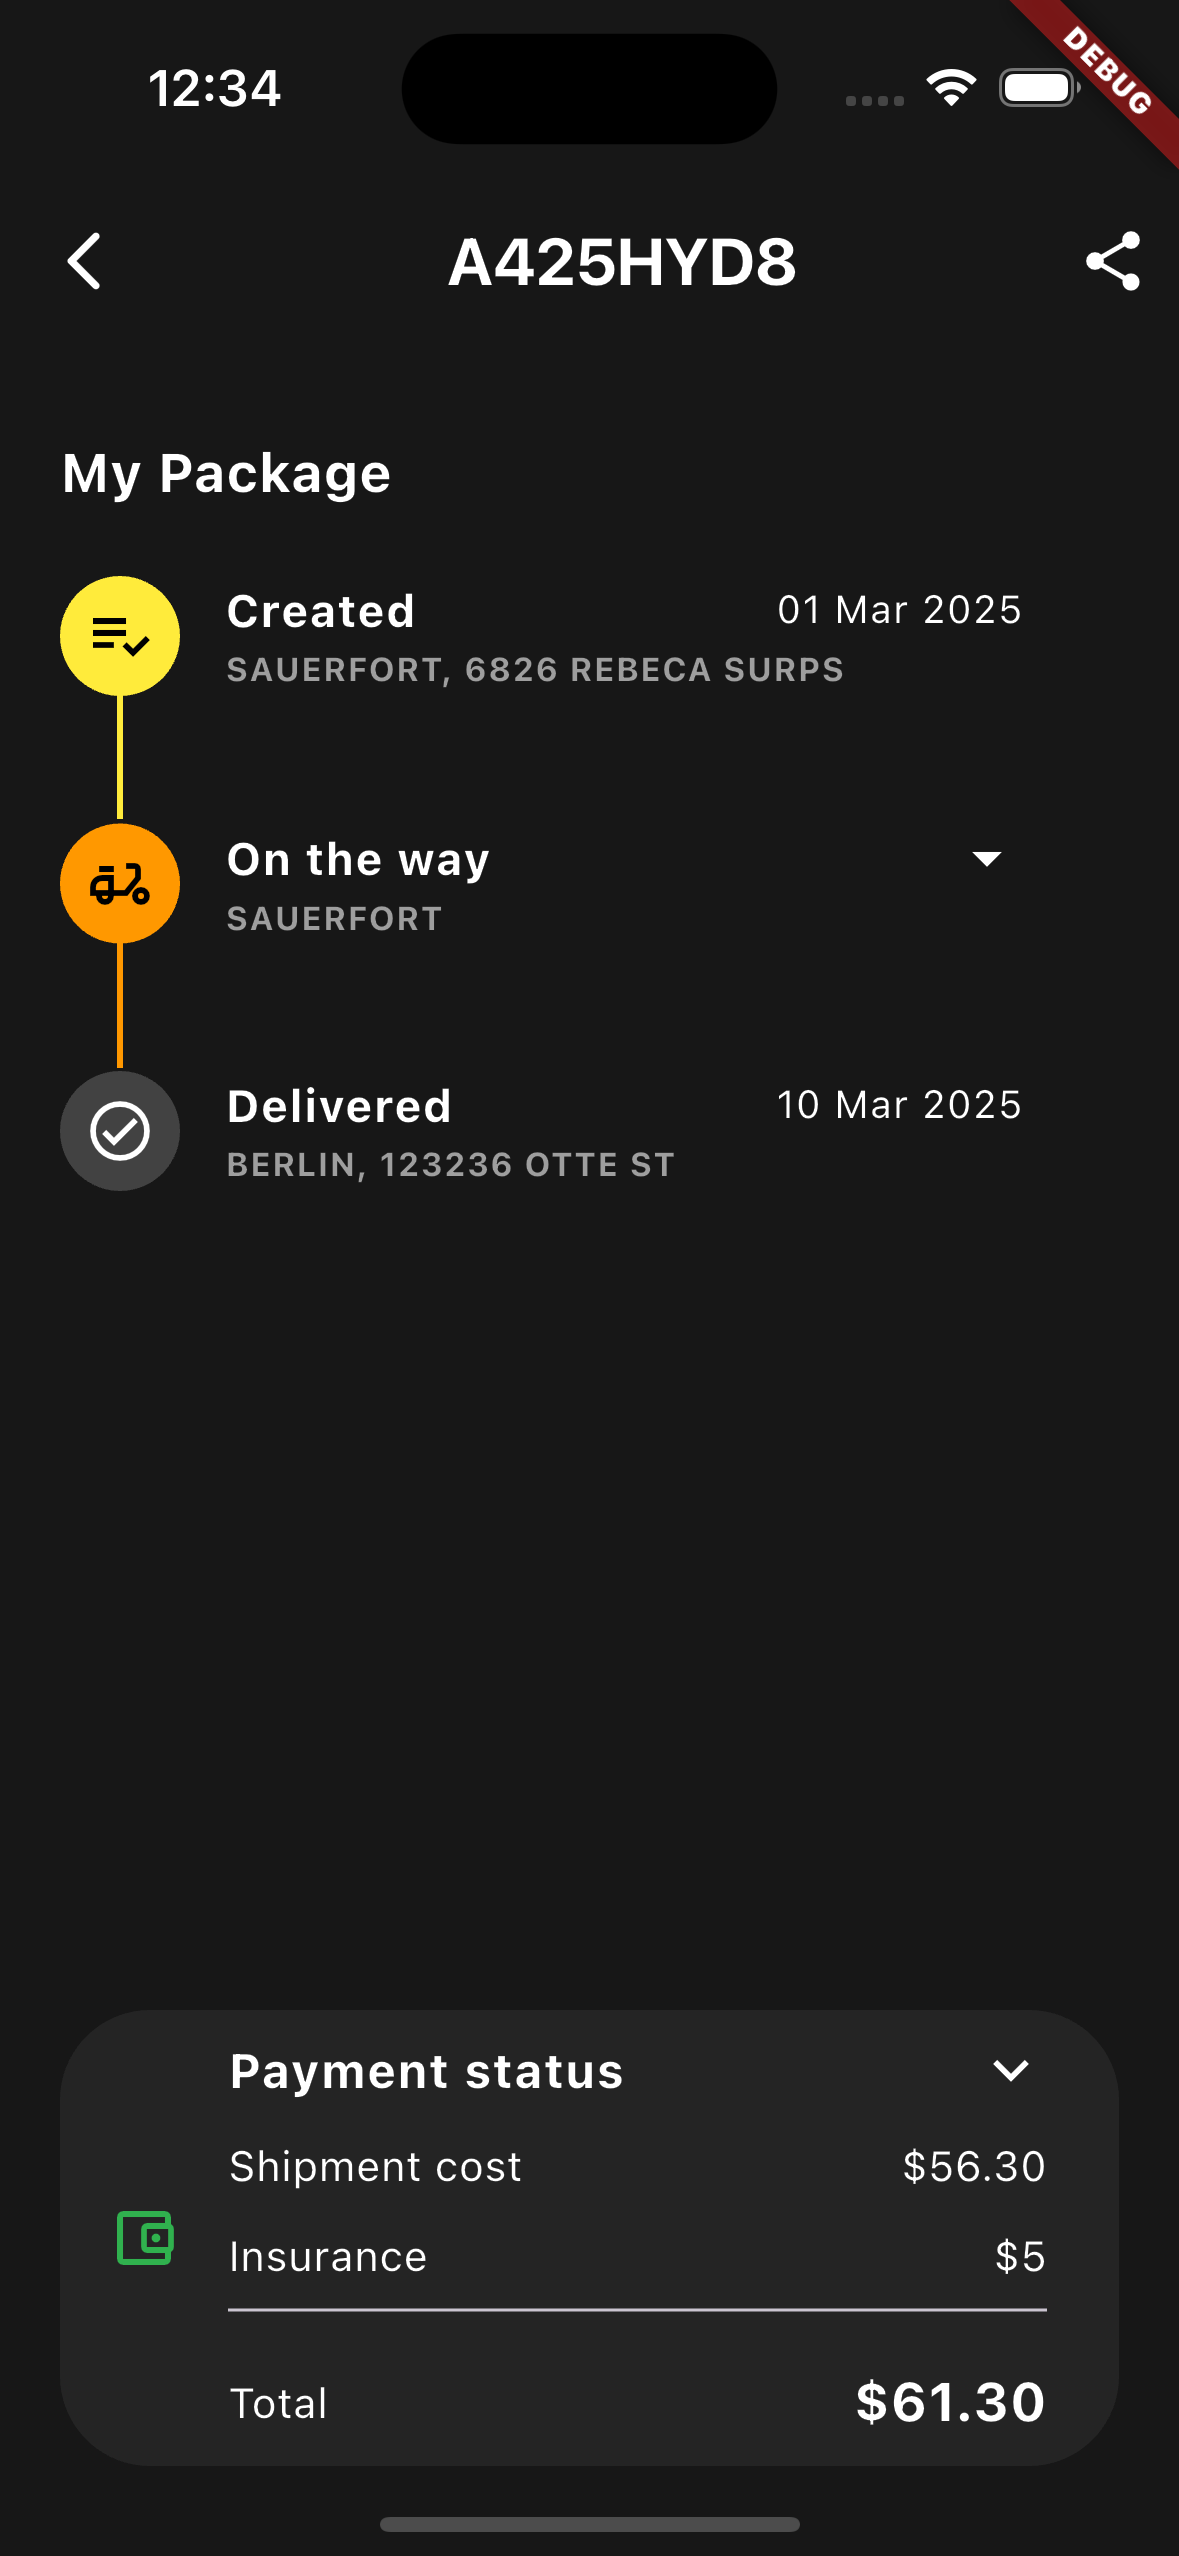 12:34
DEBUG
A425HYD8
My Package
Created 01 Mar 2025
SAUERFORT, 6826 REBECA SURPS
On the way
SAUERFORT
Delivered 10 Mar 2025
BERLIN, 123236 OTTE ST
Payment status
Shipment cost $56.30
Insurance $5
Total $61.30